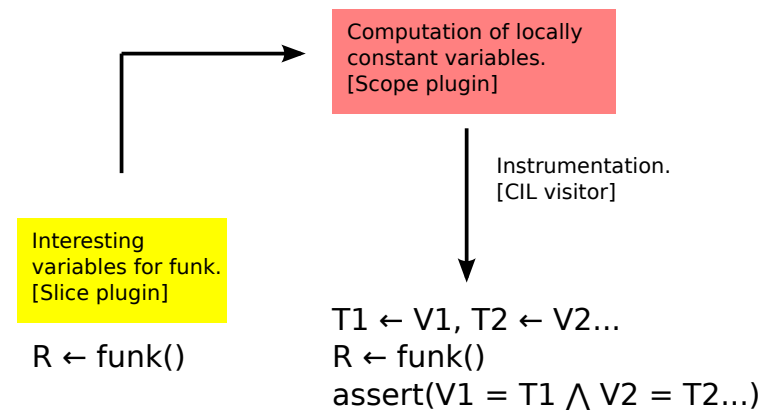 Computation of locally
constant variables.
[Scope plugin]
Instrumentation.
[CIL visitor]
Interesting
variables for funk.
[Slice plugin]
R ← funk()
T1 ← V1, T2 ← V2...
R ← funk()
assert(V1 = T1 ⋀ V2 = T2...)